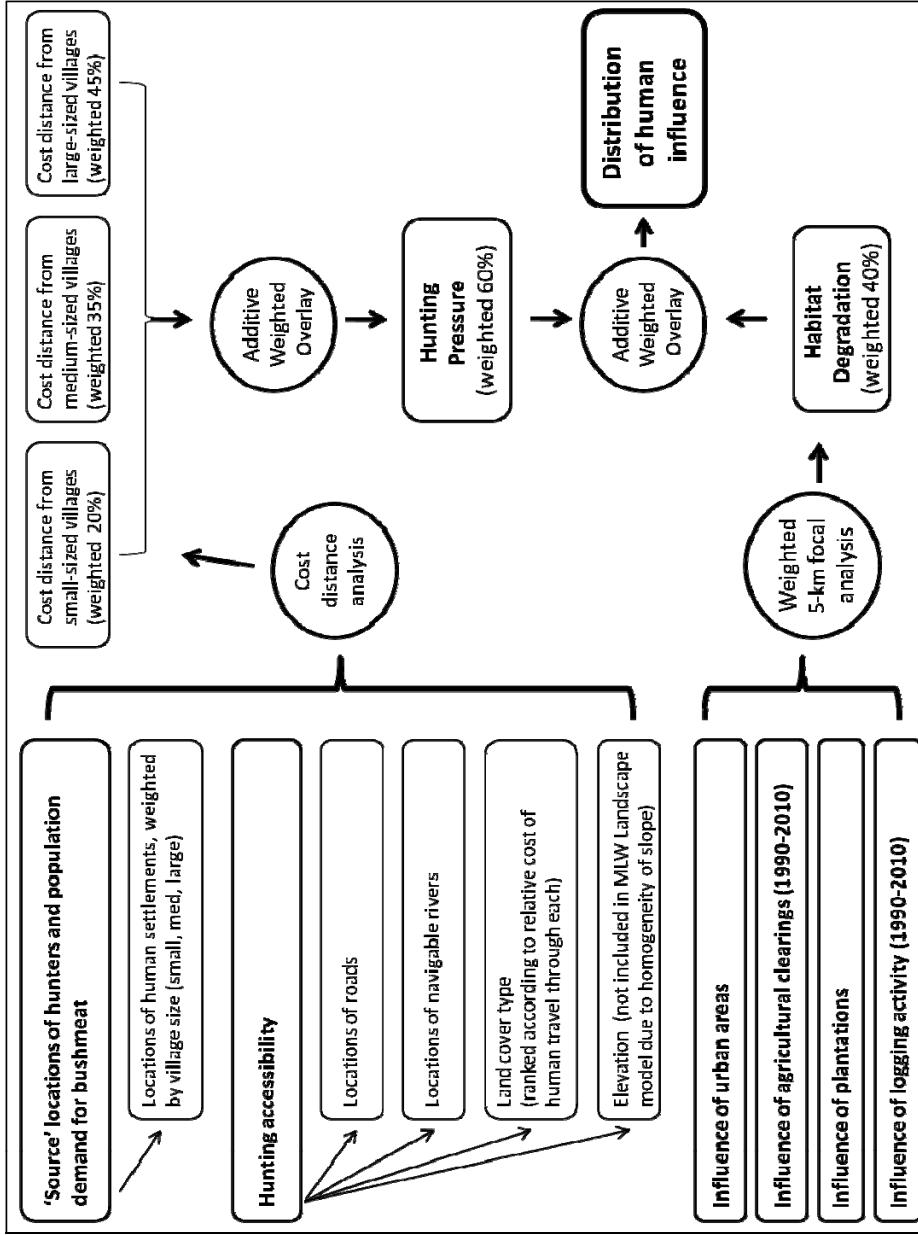 'Source' locations of hunters and population
demand for bushmeat
Locations of human settlements, weighted
by village size (small, med, large)
Hunting accessibility
Locations of roads
Locations of navigable rivers
Land cover type
(ranked according to relative cost of
human travel through each)
Elevation (not included in MLW Landscape
model due to homogeneity of slope)
Influence of urban areas
Influence of agricultural clearings (1990-2010)
Influence of plantations
Influence of logging activity (1990-2010)
Cost
distance
analysis
Weighted
5-km focal
analysis
Cost distance from
small-sized villages
(weighted 20%)
Cost distance from
medium-sized villages
(weighted 35%)
Cost distance from
large-sized villages
(weighted 45%)
Additive
Weighted
Overlay
Hunting
Pressure
(weighted 60%)
Additive
Weighted
Overlay
Habitat
Degradation
(weighted 40%)
Distribution
of human
influence